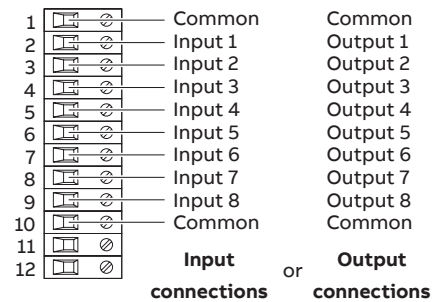 1 Common Common
2 Input 1 Output 1
3 Input 2 Output 2
4 Input 3 Output 3
5 Input 4 Output 4
6 Input 5 Output 5
7 Input 6 Output 6
8 Input 7 Output 7
9 Input 8 Output 8
10 Common Common
11
12
Input or Output
connections connections